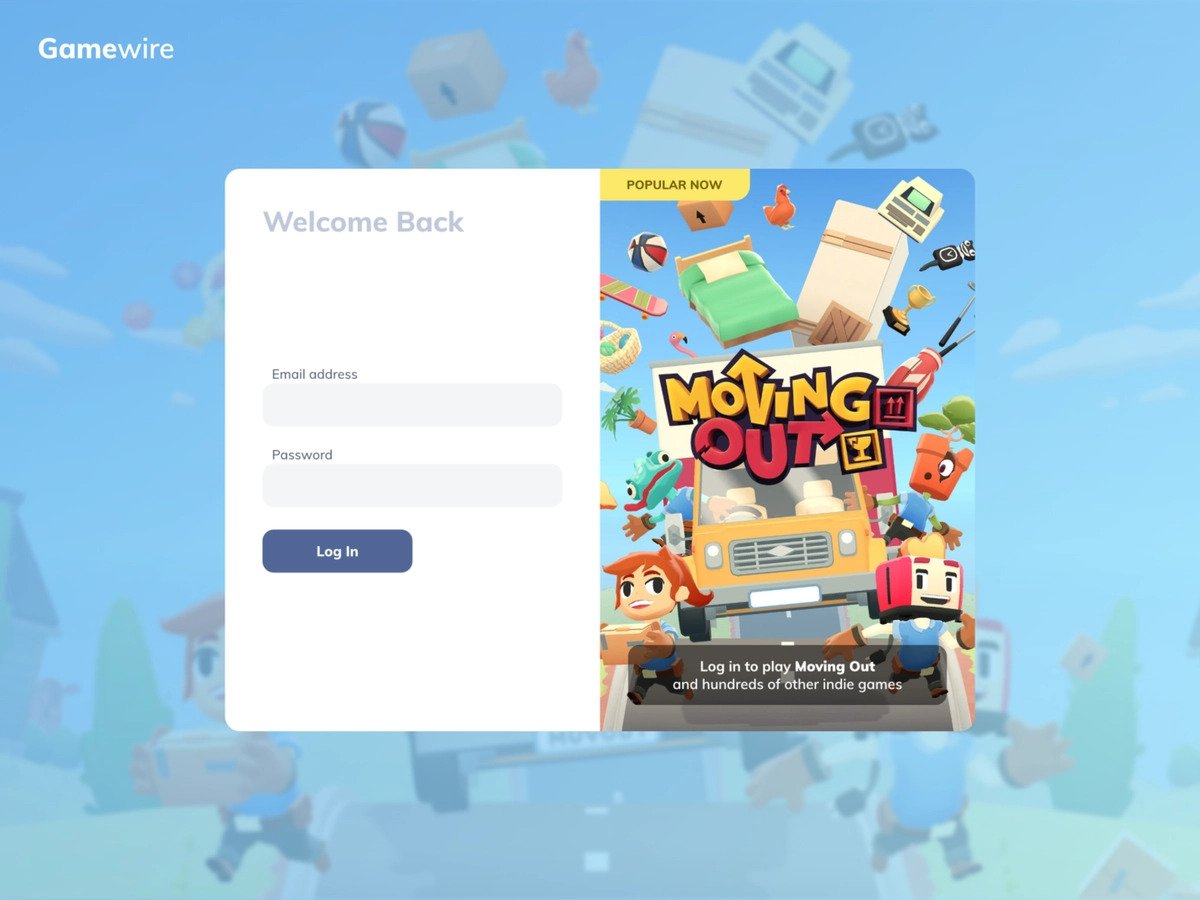 Gamewire
Welcome Back
Email address
Password
Log In
POPULAR NOW
MOVING
OUT
Log in to play Moving Out
and hundreds of other indie games